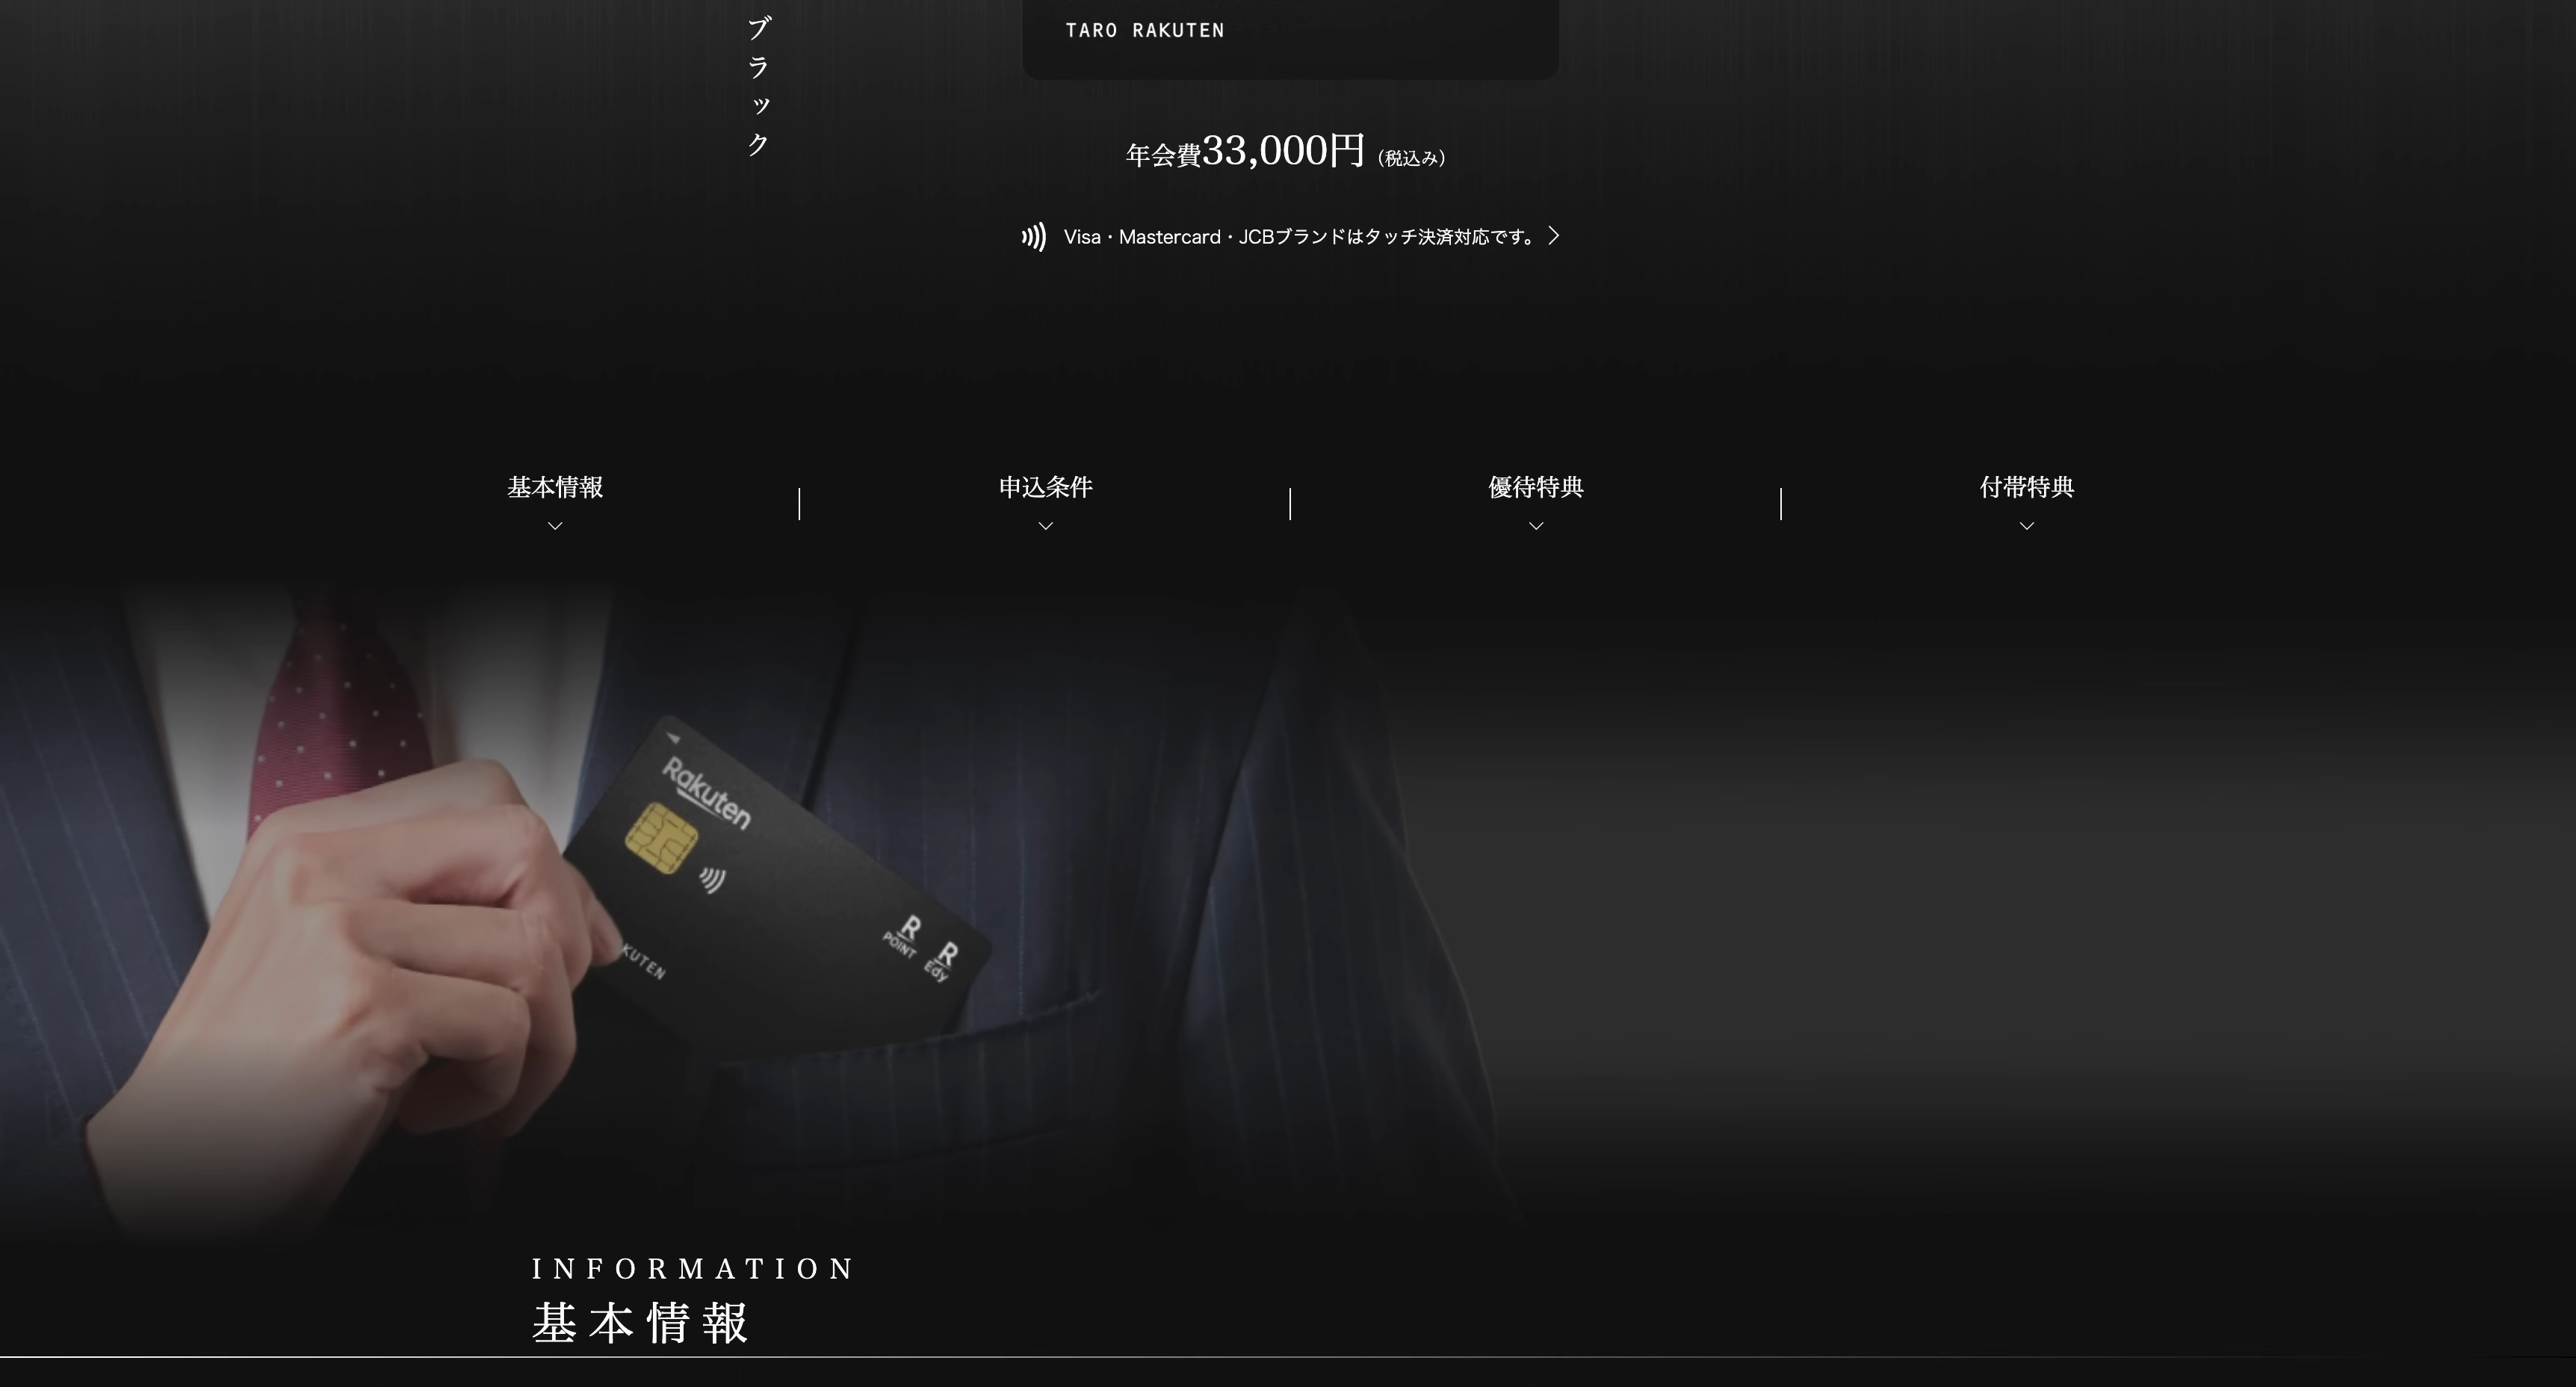 ブラック
TARO RAKUTEN
年会費33,000円（税込み）
Visa・Mastercard・JCBブランドはタッチ決済対応です。
基本情報
申込条件
優待特典
付帯特典
Rakuten
KUTEN
R POINT
R Edy
INFORMATION
基本情報